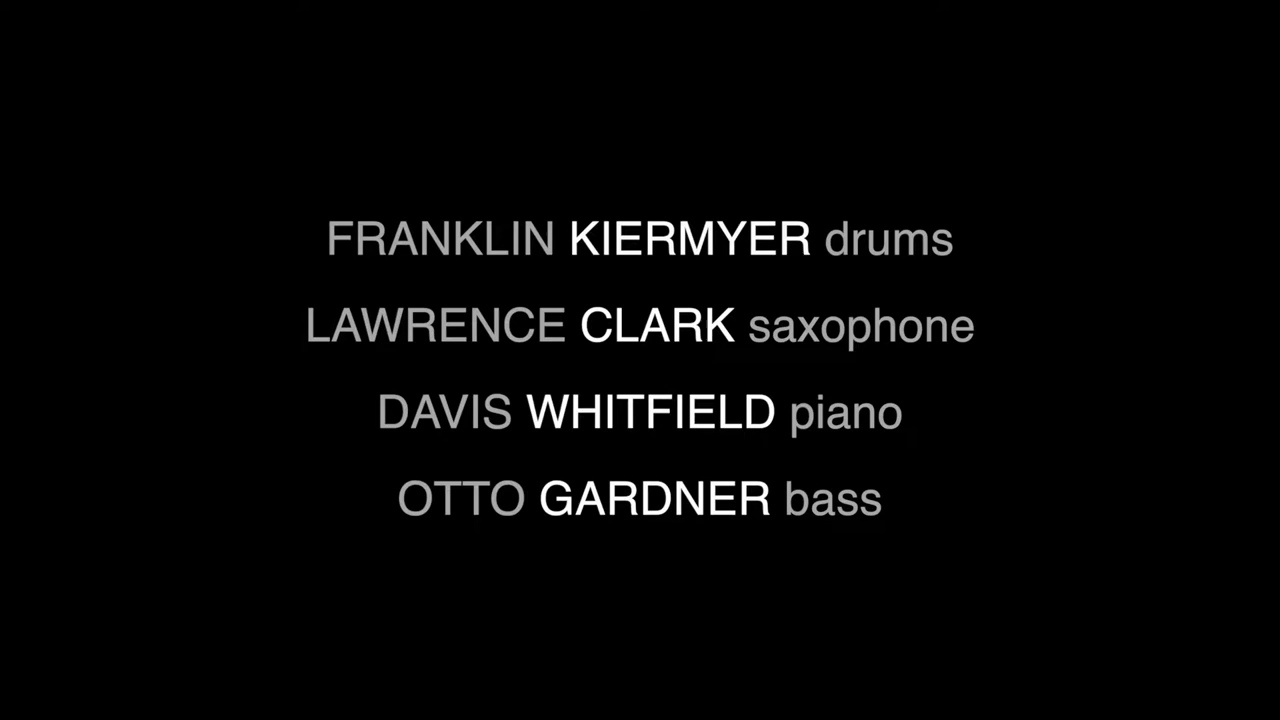 FRANKLIN KIERMYER drums
LAWRENCE CLARK saxophone
DAVIS WHITFIELD piano
OTTO GARDNER bass